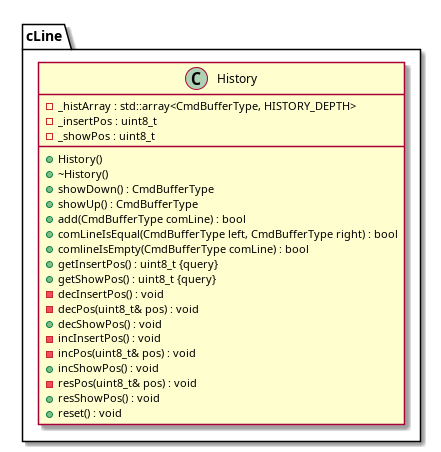 cLine
C History
_histArray : std::array<CmdBufferType, HISTORY_DEPTH>
_insertPos : uint8_t
_showPos : uint8_t
History()
~History()
showDown() : CmdBufferType
showUp() : CmdBufferType
add(CmdBufferType comLine) : bool
comLineIsEqual(CmdBufferType left, CmdBufferType right) : bool
comlineIsEmpty(CmdBufferType comLine) : bool
getInsertPos() : uint8_t {query}
getShowPos() : uint8_t {query}
decInsertPos() : void
decPos(uint8_t& pos) : void
decShowPos() : void
incInsertPos() : void
incPos(uint8_t& pos) : void
incShowPos() : void
resPos(uint8_t& pos) : void
resShowPos() : void
reset() : void